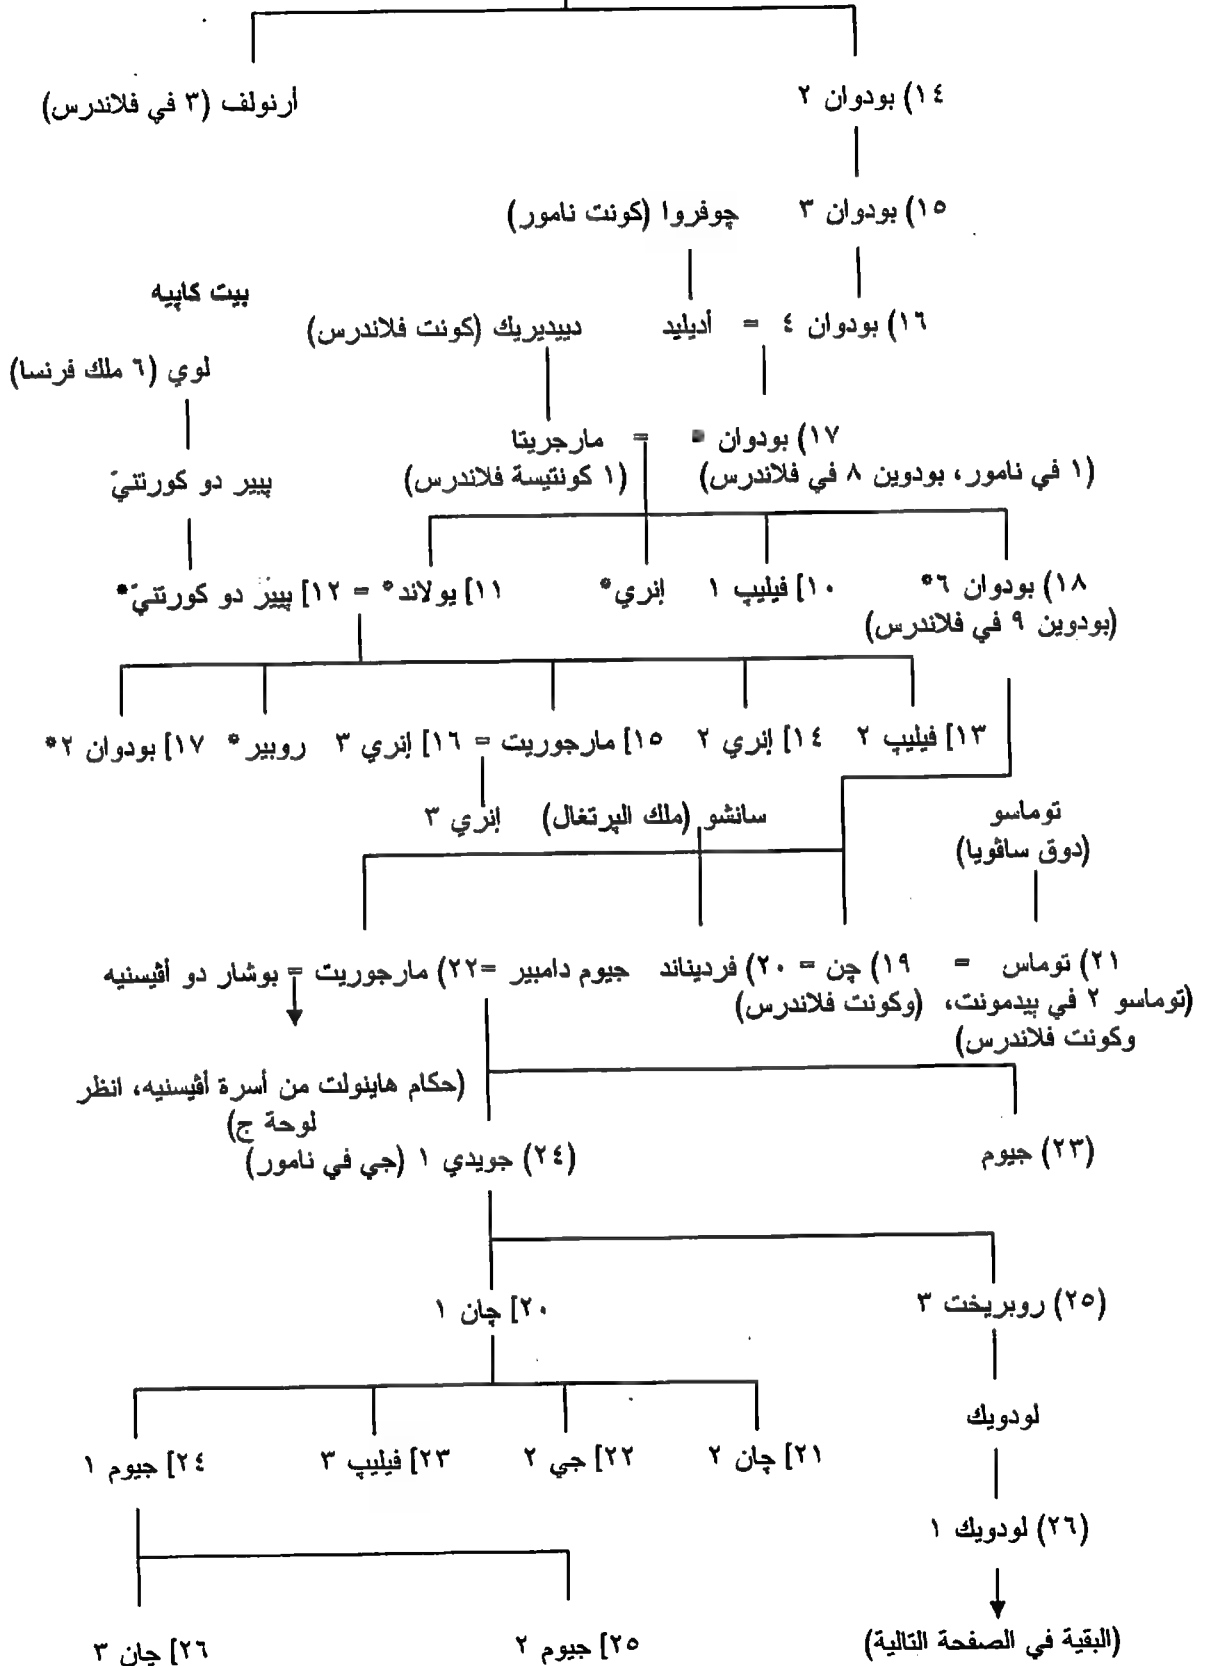 ١٤) بودوان ٢ أرنولف (٣ في فلاندرس)
١٥) بودوان ٣ چوفروا (كونت نامور)
بيت كاپيه
١٦) بودوان ٤ = أديليد دييديريك (كونت فلاندرس)
لوي (٦ ملك فرنسا)
١٧) بودوان ٥ = مارجريتا
(١ في نامور، بودوين ٨ في فلاندرس) (١ كونتيسة فلاندرس) پيير دو كورتنيّ
١٨) بودوان ٦* ١٠] فيليپ ١ إنري* ١١] يولاند* = ١٢] پيير دو كورتنيّ*
(بودوين ٩ في فلاندرس)
١٣] فيليپ ٢ ١٤] إنري ٢ ١٥] مارجوريت = ١٦] إنري ٣ روبير* ١٧] بودوان ٢*
توماسو سانشو (ملك الپرتغال) إنري ٣
(دوق ساڤويا)
٢١) توماس = ١٩) چن = ٢٠) فرديناند جيوم دامبير =٢٢) مارجوريت = بوشار دو أڤيسنيه
(توماسو ٢ في بيدمونت، (وكونت فلاندرس)
وكونت فلاندرس)
(حكام هاينولت من أسرة أڤيسنيه، انظر
لوحة ج)
(٢٣) جيوم (٢٤) جويدي ١ (جي في نامور)
(٢٥) روبريخت ٣ ٢٠] چان ١
لودويك
٢١] چان ٢ ٢٢] جي ٢ ٢٣] فيليپ ٣ ٢٤] جيوم ١
(٢٦) لودويك ١
(البقية في الصفحة التالية) ٢٥] جيوم ٢ ٢٦] چان ٣